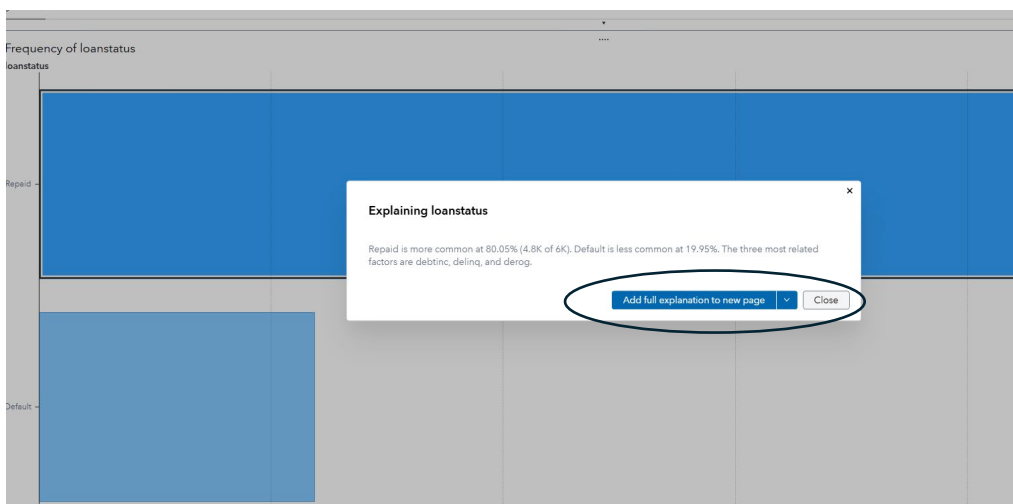 Frequency of loanstatus
loanstatus
Repaid
Explaining loanstatus
Repaid is more common at 80.05% (4.8K of 6K). Default is less common at 19.95%. The three most related
factors are debtinc, delinq, and derog.
Add full explanation to new page
Close
Default